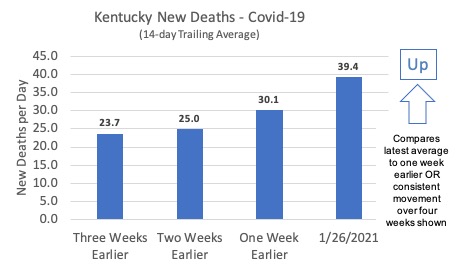 Kentucky New Deaths - Covid-19
(14-day Trailing Average)
New Deaths per Day
45.0
40.0
35.0
30.0
25.0
20.0
15.0
10.0
5.0
0.0
23.7
25.0
30.1
39.4
Three Weeks
Earlier
Two Weeks
Earlier
One Week
Earlier
1/26/2021
Up
Compares
latest average
to one week
earlier OR
consistent
movement
over four
weeks shown